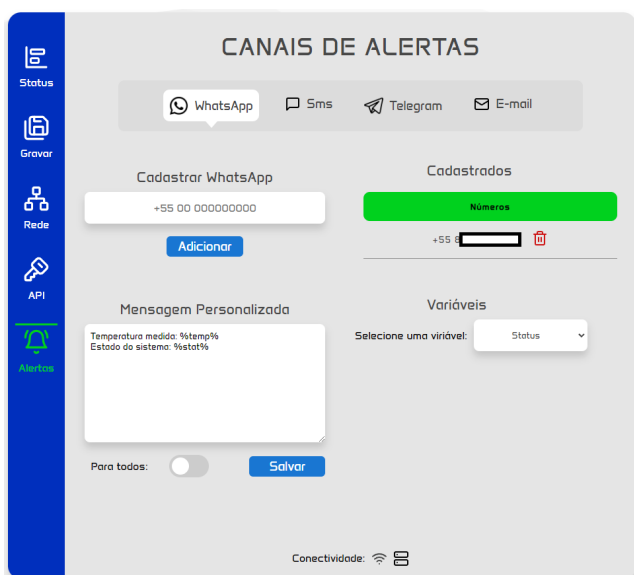 CANAIS DE ALERTAS
Status
Gravar
Rede
API
Alertas
WhatsApp
Sms
Telegram
E-mail
Cadastrar WhatsApp
+55 00 000000000
Adicionar
Cadastrados
Números
+55 8
Mensagem Personalizada
Temperatura medida: %temp%
Estado do sistema: %stat%
Para todos:
Salvar
Variáveis
Selecione uma viriável:
Status
Conectividade: